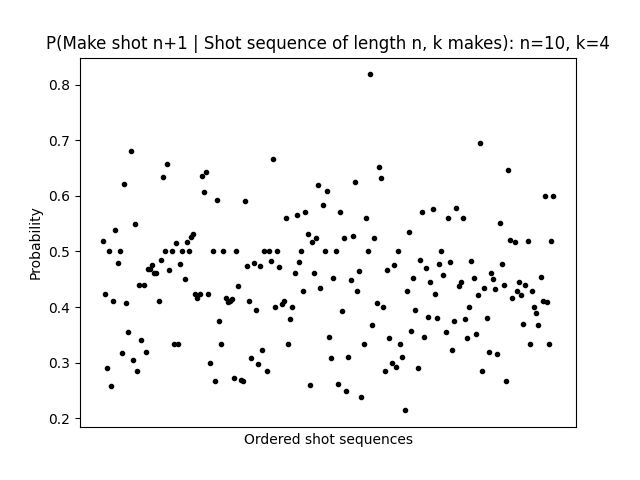 P(Make shot n+1 | Shot sequence of length n, k makes): n=10, k=4
0.8
0.7
0.6
0.5
0.4
0.3
0.2
Probability
Ordered shot sequences